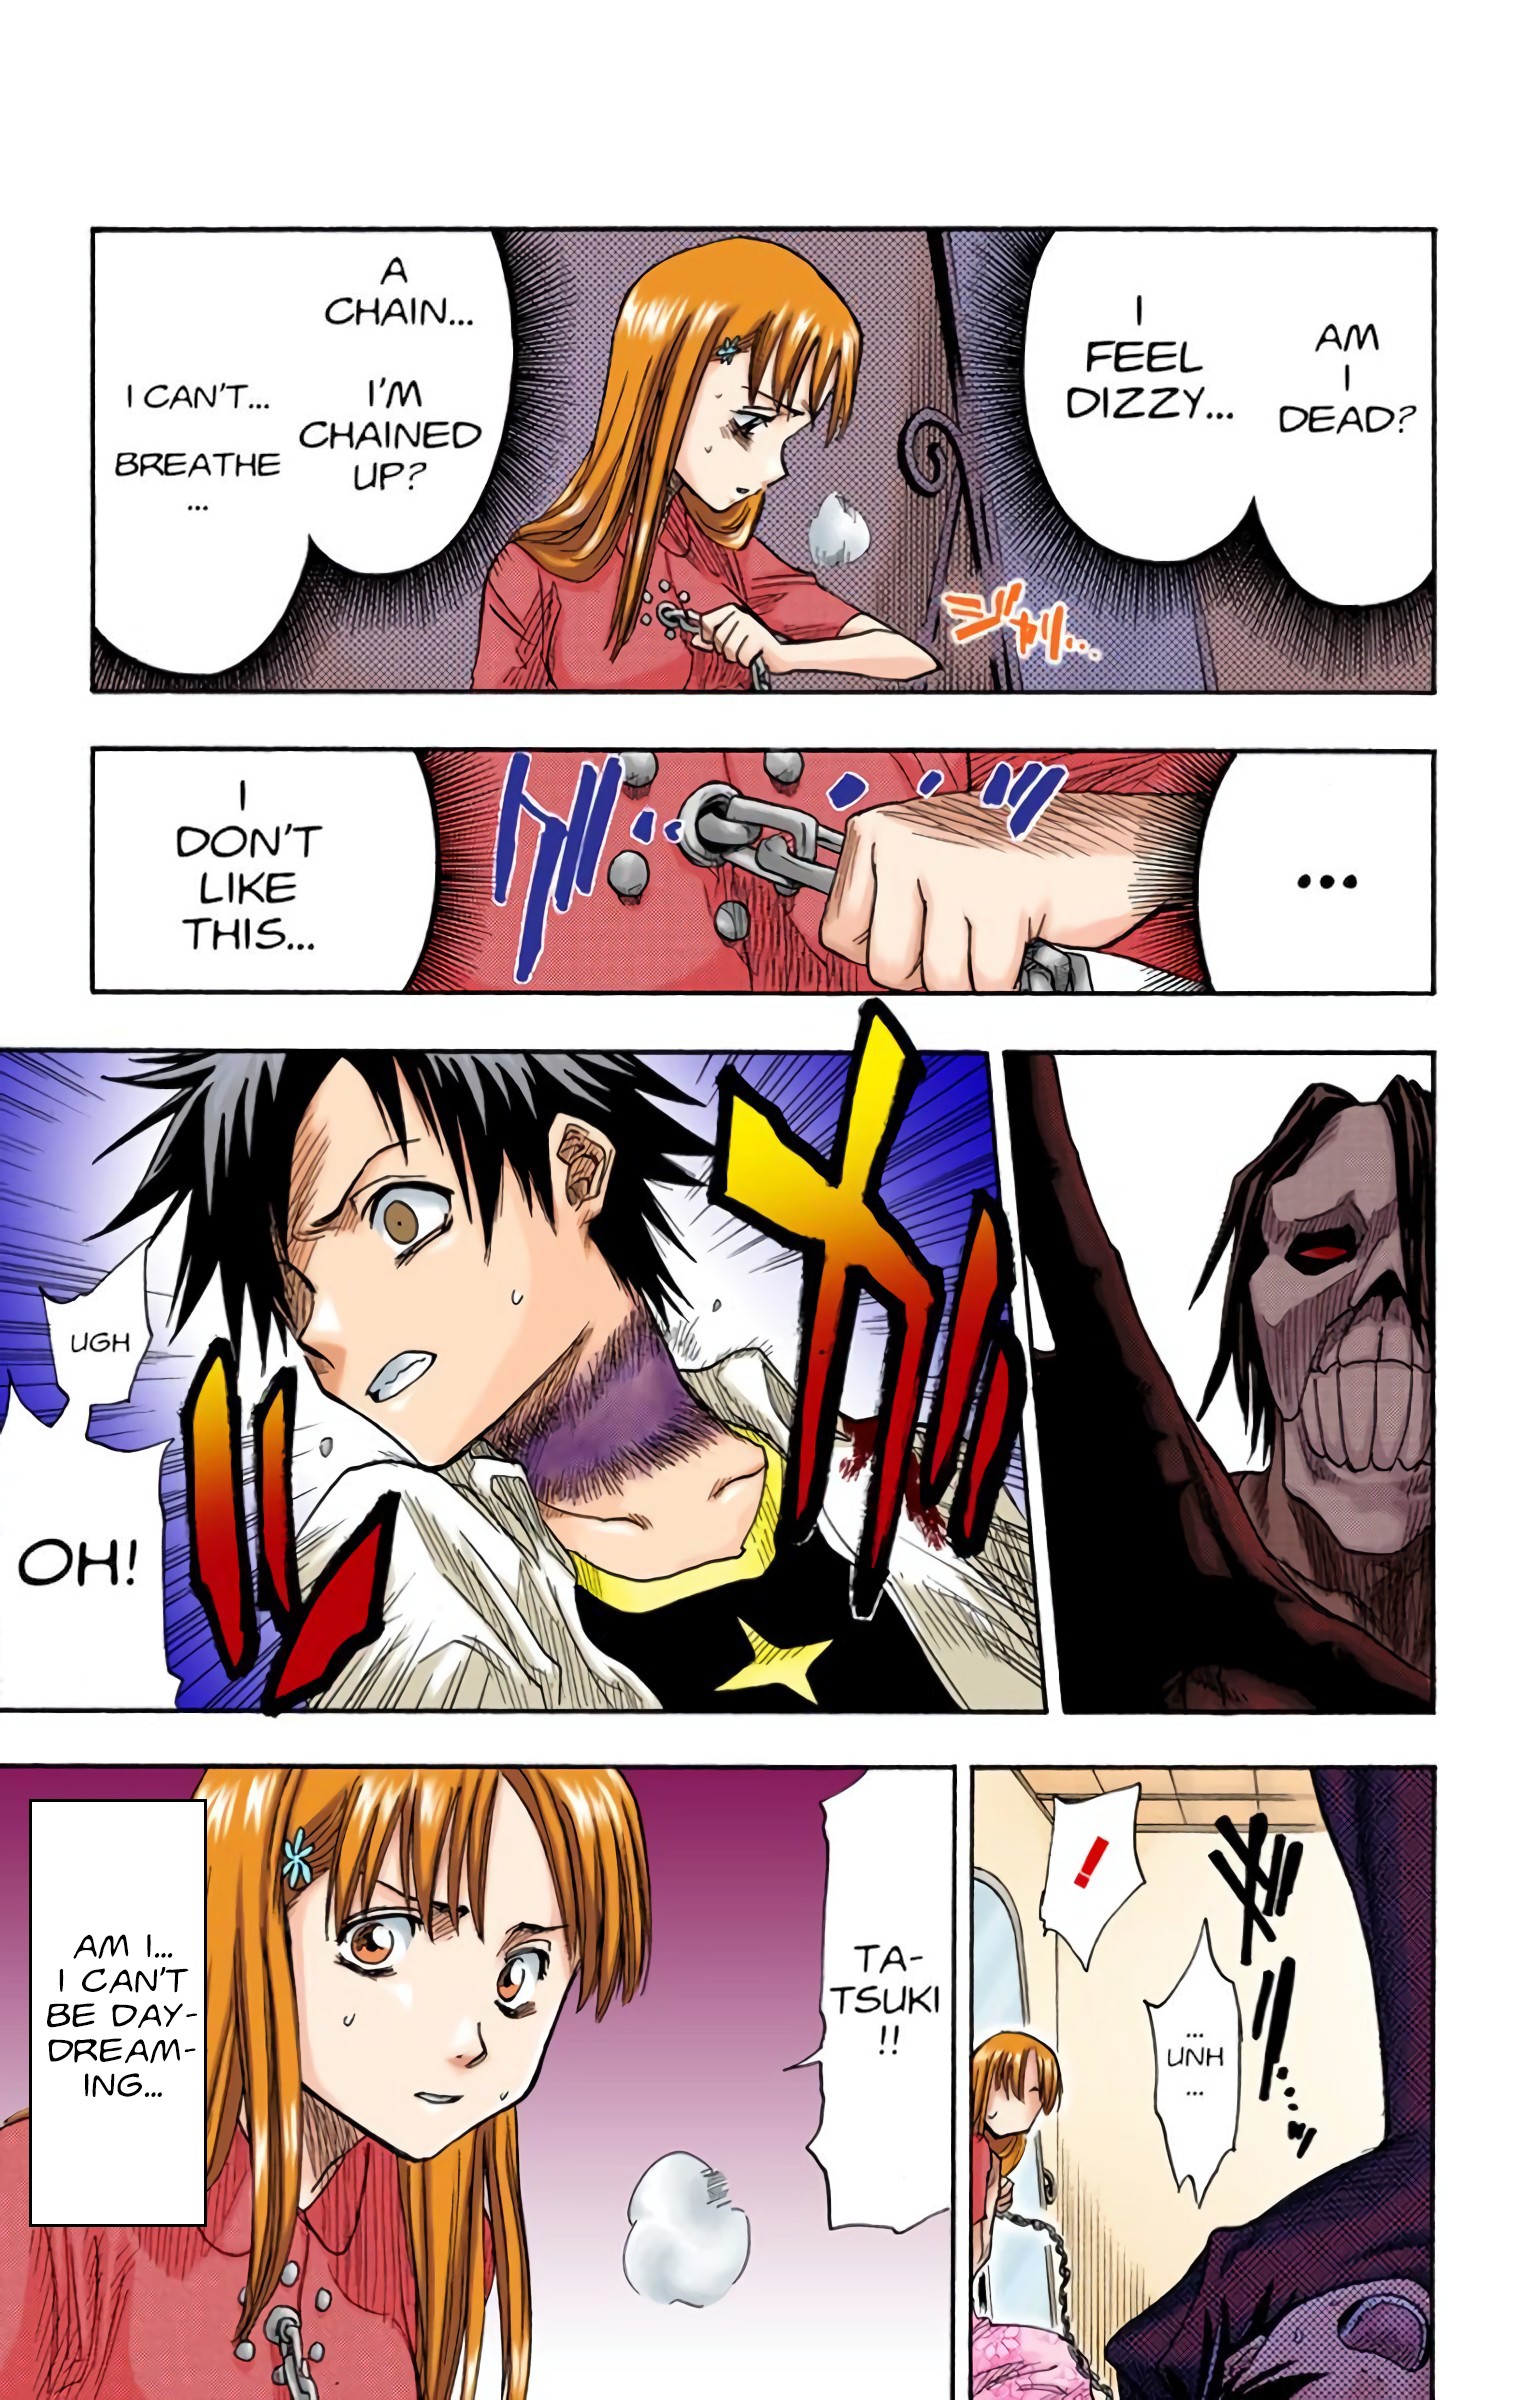 AM
I
DEAD?
I
FEEL
DIZZY...
ジャリ...
A
CHAIN...
I'M
CHAINED
UP?
I CAN'T...
BREATHE
...
...
I
DON'T
LIKE
THIS...
UGH
OH!
!
...
UNH
...
TA-
TSUKI
!!
AM I...
I CAN'T
BE DAY-
DREAM-
ING...